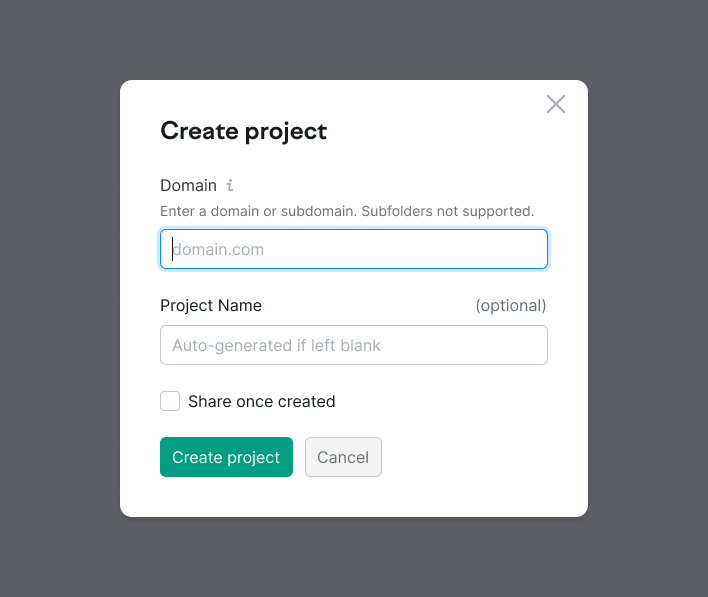 Create project
Domain i
Enter a domain or subdomain. Subfolders not supported.
domain.com
Project Name (optional)
Auto-generated if left blank
Share once created
Create project Cancel